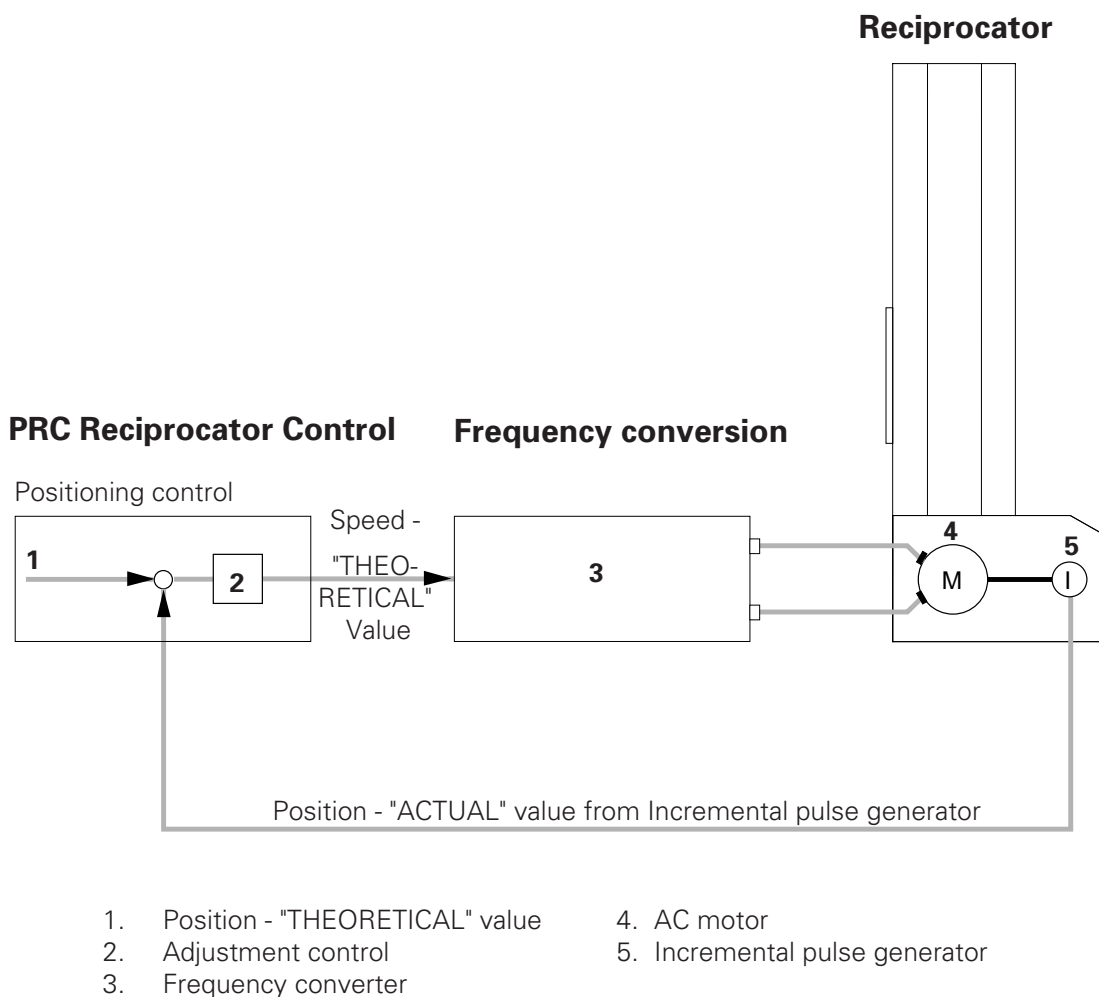 Reciprocator
PRC Reciprocator Control
Frequency conversion
Positioning control
1
2
Speed -
"THEO-
RETICAL"
Value
3
4
M
5
I
Position - "ACTUAL" value from Incremental pulse generator
1. Position - "THEORETICAL" value
2. Adjustment control
3. Frequency converter
4. AC motor
5. Incremental pulse generator